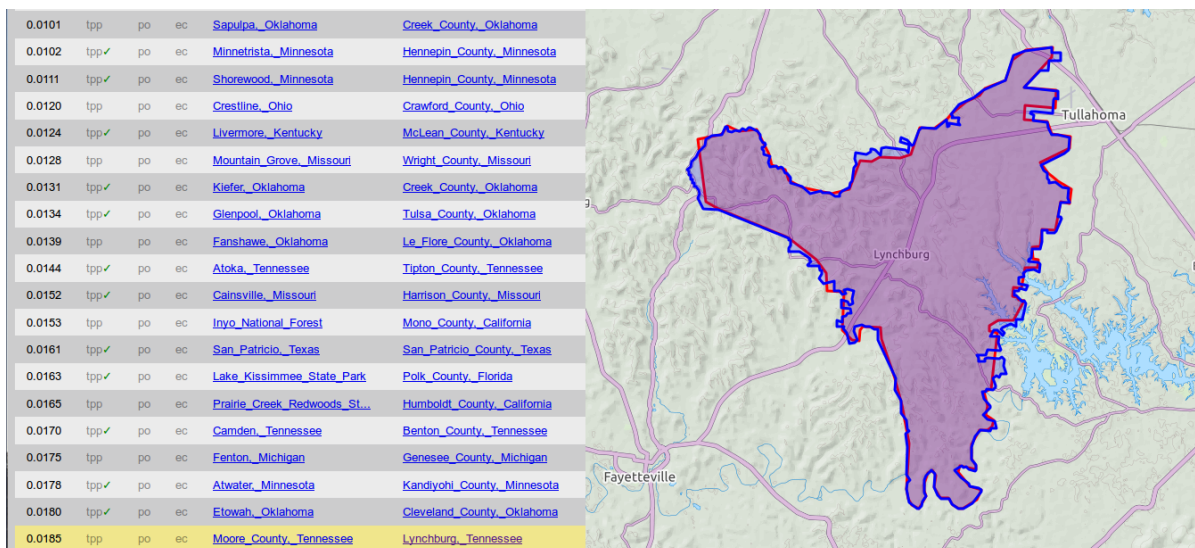 0.0101 tpp po ec Sapulpa,_Oklahoma Creek_County,_Oklahoma
0.0102 tpp✓ po ec Minnetrista,_Minnesota Hennepin_County,_Minnesota
0.0111 tpp✓ po ec Shorewood,_Minnesota Hennepin_County,_Minnesota
0.0120 tpp po ec Crestline,_Ohio Crawford_County,_Ohio
0.0124 tpp✓ po ec Livermore,_Kentucky McLean_County,_Kentucky
0.0128 tpp po ec Mountain_Grove,_Missouri Wright_County,_Missouri
0.0131 tpp✓ po ec Kiefer,_Oklahoma Creek_County,_Oklahoma
0.0134 tpp✓ po ec Glenpool,_Oklahoma Tulsa_County,_Oklahoma
0.0139 tpp po ec Fanshawe,_Oklahoma Le_Flore_County,_Oklahoma
0.0144 tpp✓ po ec Atoka,_Tennessee Tipton_County,_Tennessee
0.0152 tpp✓ po ec Cainsville,_Missouri Harrison_County,_Missouri
0.0153 tpp po ec Inyo_National_Forest Mono_County,_California
0.0161 tpp✓ po ec San_Patricio,_Texas San_Patricio_County,_Texas
0.0163 tpp✓ po ec Lake_Kissimmee_State_Park Polk_County,_Florida
0.0165 tpp po ec Prairie_Creek_Redwoods_St... Humboldt_County,_California
0.0170 tpp✓ po ec Camden,_Tennessee Benton_County,_Tennessee
0.0175 tpp po ec Fenton,_Michigan Genesee_County,_Michigan
0.0178 tpp✓ po ec Atwater,_Minnesota Kandiyohi_County,_Minnesota
0.0180 tpp✓ po ec Etowah,_Oklahoma Cleveland_County,_Oklahoma
0.0185 tpp po ec Moore_County,_Tennessee Lynchburg,_Tennessee
Tullahoma
Lynchburg
Fayetteville